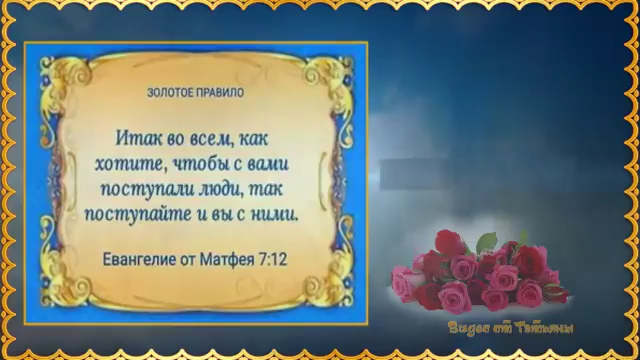 ЗОЛОТОЕ ПРАВИЛО
Итак во всем, как
хотите, чтобы с вами
поступали люди, так
поступайте и вы с ними.
Евангелие от Матфея 7:12
Видео от Татьяны